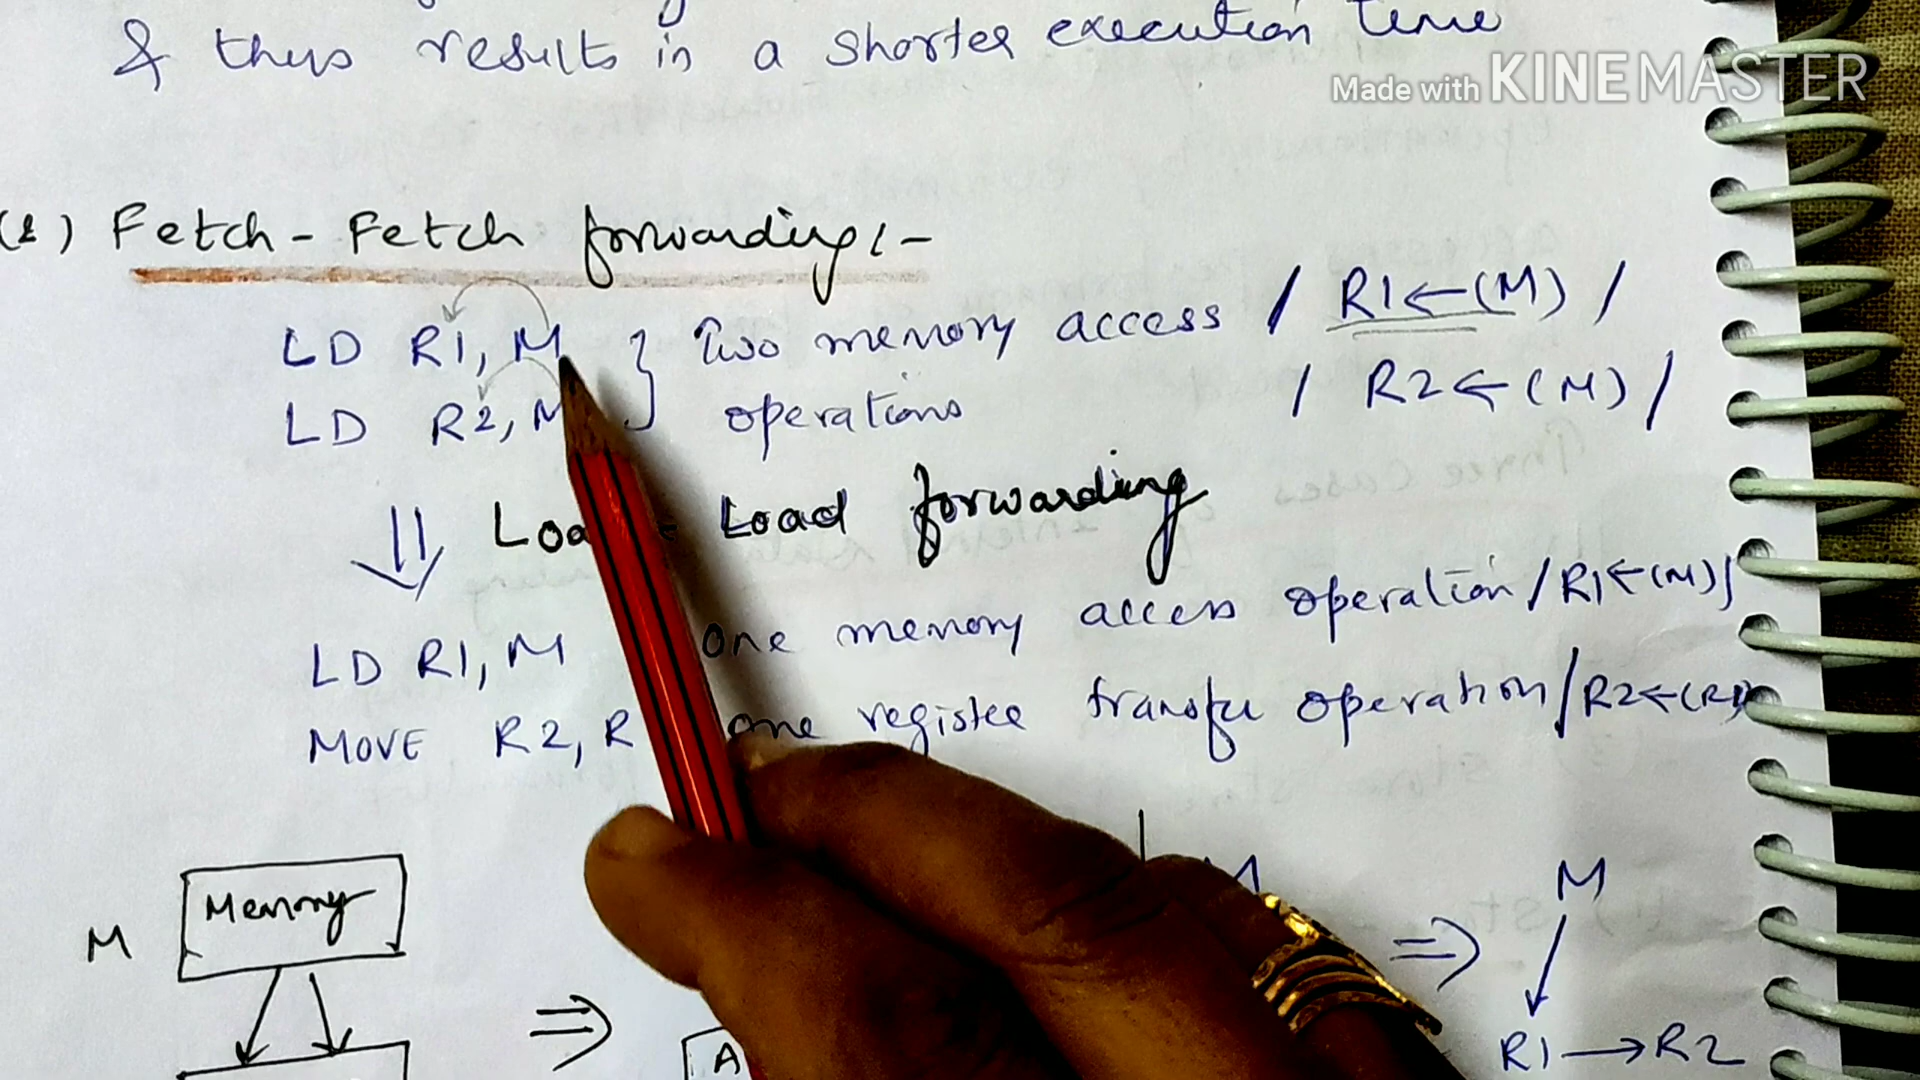 & thus results in a shorter execution time
Made with KINEMASTER
Fetch - Fetch forwarding :-
LD R1, M } Two memory access / R1 ← (M) /
LD R2, M operations / R2 ← (M) /
⇓ Load Load forwarding
LD R1, M one memory access operation / R1 ← (M) /
MOVE R2, R one register transfer operation / R2 ← (R1)
Memory
M
⇒
A
M
⇒
M
R1 → R2